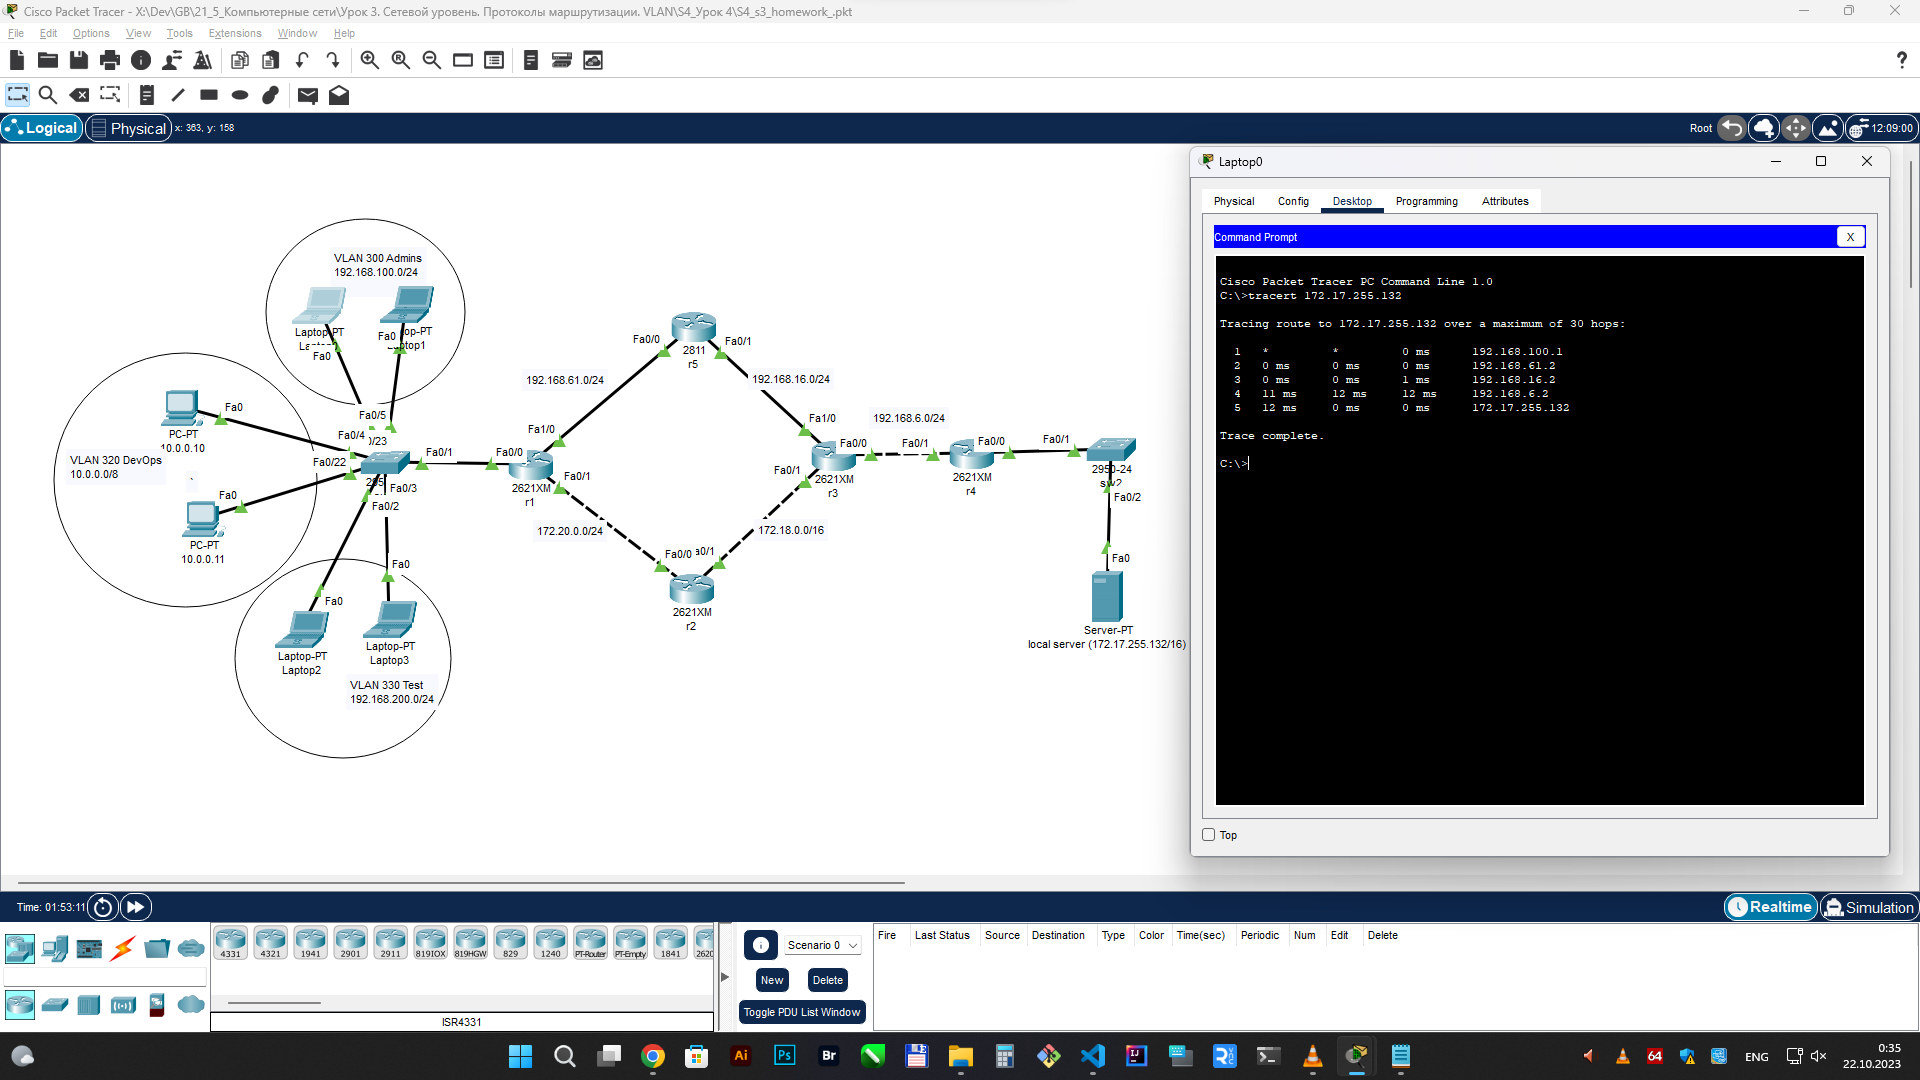 Cisco Packet Tracer - X:\Dev\GB\21_5_Компьютерные сети\Урок 3. Сетевой уровень. Протоколы маршрутизации. VLAN\S4_Урок 4\S4_s3_homework_.pkt
File Edit Options View Tools Extensions Window Help
Logical Physical x: 363, y: 158
Root 12:09:00
VLAN 300 Admins
192.168.100.0/24
Laptop-PT
Fa0
Fa0 op-PT
ptop1
VLAN 320 DevOps
10.0.0.0/8
PC-PT
10.0.0.10
Fa0
PC-PT
10.0.0.11
Fa0
Fa0/5
Fa0/4 0/23
Fa0/22
Fa0/1
Fa0/3
Fa0/2
Fa0
Fa0
Laptop-PT
Laptop2
Laptop-PT
Laptop3
VLAN 330 Test
192.168.200.0/24
Fa0/0
Fa1/0
Fa0/1
2621XM
r1
192.168.61.0/24
172.20.0.0/24
Fa0/0 Fa0/1
2811
r5
192.168.16.0/24
172.18.0.0/16
Fa0/0 a0/1
2621XM
r2
Fa1/0
Fa0/0
Fa0/1
2621XM
r3
192.168.6.0/24
Fa0/1 Fa0/0
2621XM
r4
Fa0/1
2950-24
sw2
Fa0/2
Fa0
Server-PT
local server (172.17.255.132/16)
Laptop0
Physical Config Desktop Programming Attributes
Command Prompt X
Cisco Packet Tracer PC Command Line 1.0
C:\>tracert 172.17.255.132
Tracing route to 172.17.255.132 over a maximum of 30 hops:
1 * * 0 ms 192.168.100.1
2 0 ms 0 ms 0 ms 192.168.61.2
3 0 ms 0 ms 1 ms 192.168.16.2
4 11 ms 12 ms 12 ms 192.168.6.2
5 12 ms 0 ms 0 ms 172.17.255.132
Trace complete.
C:\>
Top
Time: 01:53:11
Realtime Simulation
4331 4321 1941 2901 2911 819IOX 819HGW 829 1240 PT-Router PT-Empty 1841 2620
ISR4331
Scenario 0
New Delete
Toggle PDU List Window
Fire Last Status Source Destination Type Color Time(sec) Periodic Num Edit Delete
Ai Ps Br IJ 64 ENG
0:35
22.10.2023